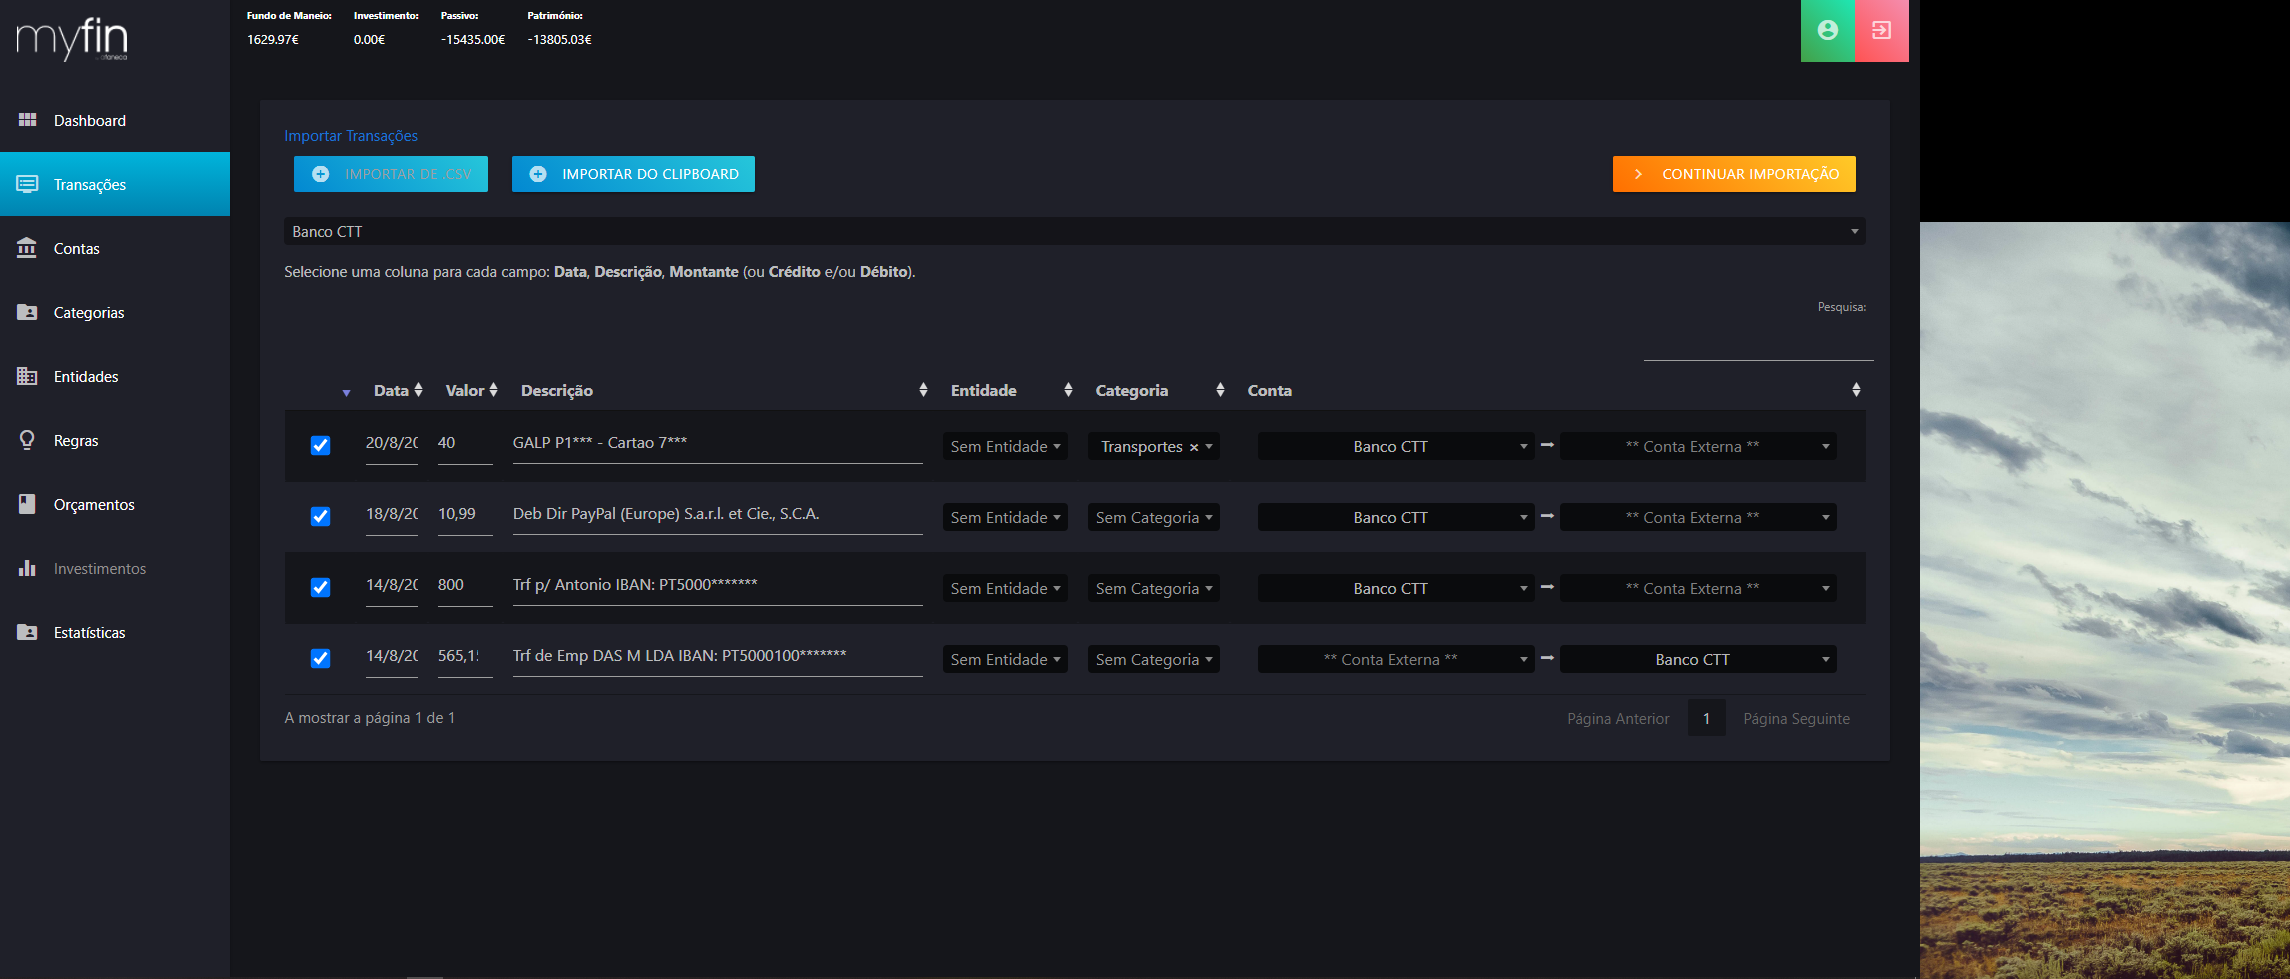 myfin
Fundo de Maneio: Investimento: Passivo: Património:
1629.97€ 0.00€ -15435.00€ -13805.03€
Dashboard
Transações
Contas
Categorias
Entidades
Regras
Orçamentos
Investimentos
Estatísticas
Importar Transações
IMPORTAR DE .CSV IMPORTAR DO CLIPBOARD CONTINUAR IMPORTAÇÃO
Banco CTT
Selecione uma coluna para cada campo: Data, Descrição, Montante (ou Crédito e/ou Débito).
Pesquisa:
Data Valor Descrição Entidade Categoria Conta
20/8/20 40 GALP P1*** - Cartao 7*** Sem Entidade Transportes × Banco CTT ** Conta Externa **
18/8/20 10,99 Deb Dir PayPal (Europe) S.a.r.l. et Cie., S.C.A. Sem Entidade Sem Categoria Banco CTT ** Conta Externa **
14/8/20 800 Trf p/ Antonio IBAN: PT5000******* Sem Entidade Sem Categoria Banco CTT ** Conta Externa **
14/8/20 565,15 Trf de Emp DAS M LDA IBAN: PT5000100******* Sem Entidade Sem Categoria ** Conta Externa ** Banco CTT
A mostrar a página 1 de 1
Página Anterior 1 Página Seguinte